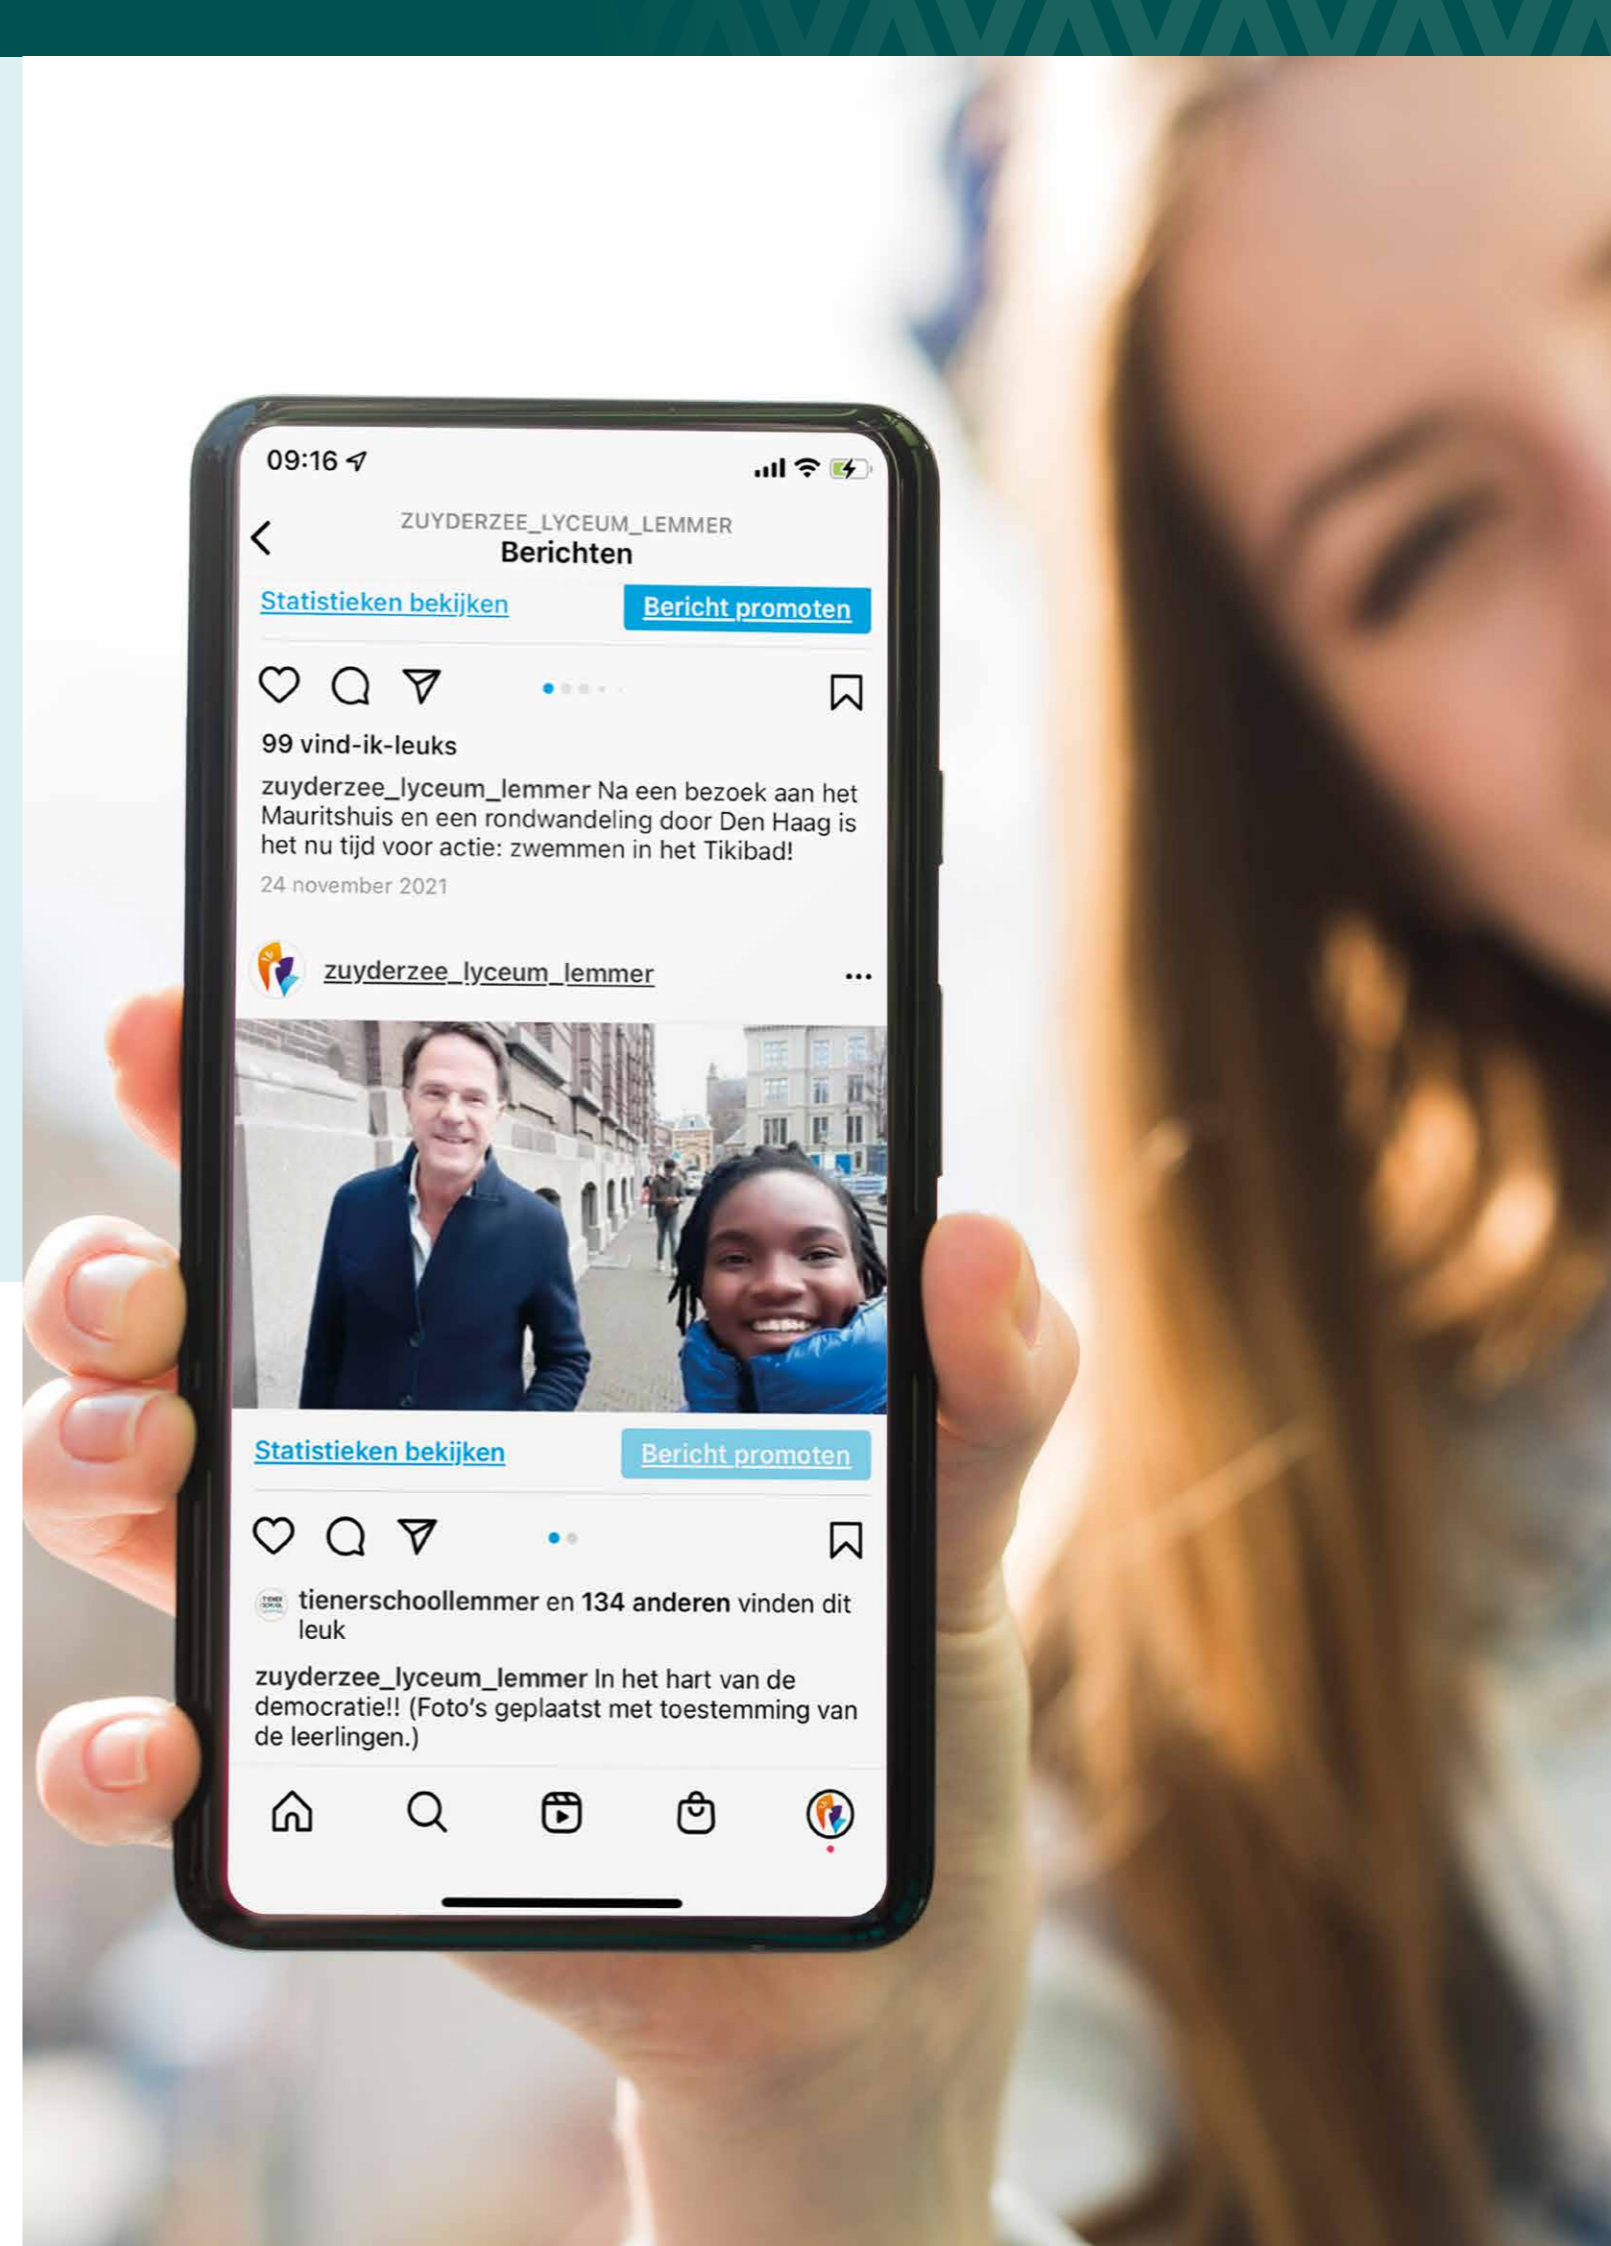 09:16
ZUYDERZEE_LYCEUM_LEMMER
Berichten
Statistieken bekijken
Bericht promoten
99 vind-ik-leuks
zuyderzee_lyceum_lemmer Na een bezoek aan het
Mauritshuis en een rondwandeling door Den Haag is
het nu tijd voor actie: zwemmen in het Tikibad!
24 november 2021
zuyderzee_lyceum_lemmer
Statistieken bekijken
Bericht promoten
TIENER
SCHOOL
tienerschoollemmer en 134 anderen vinden dit
leuk
zuyderzee_lyceum_lemmer In het hart van de
democratie!! (Foto's geplaatst met toestemming van
de leerlingen.)